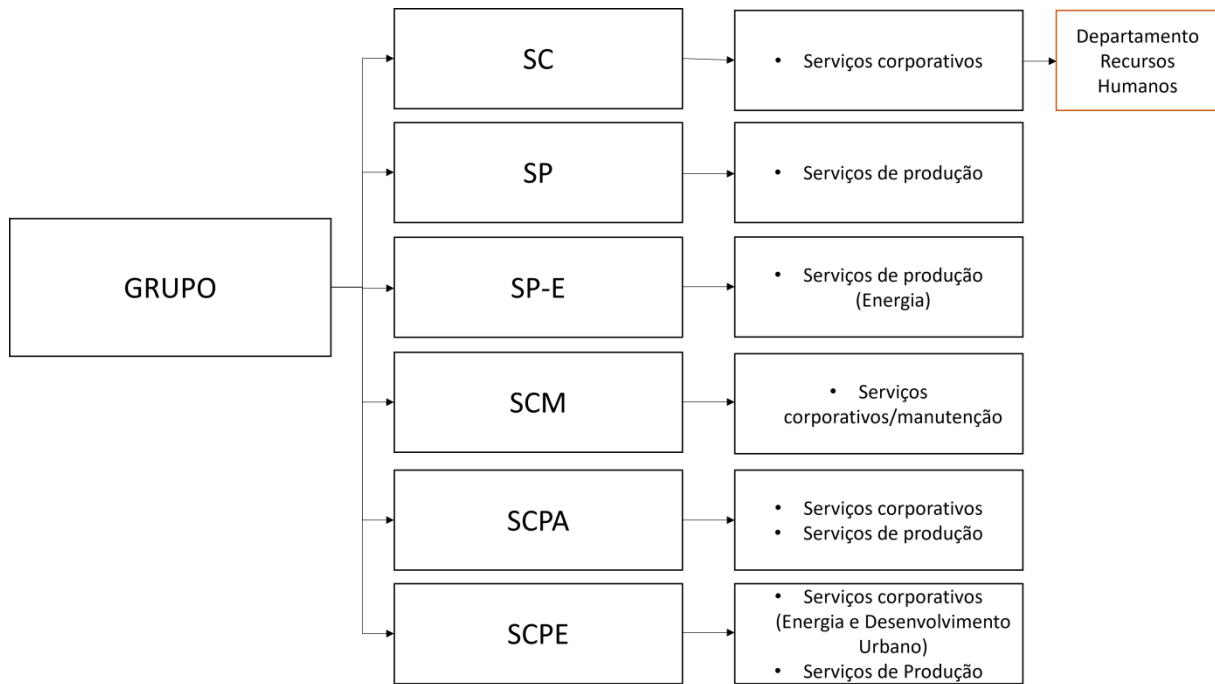 SC
• Serviços corporativos
Departamento
Recursos
Humanos
SP
• Serviços de produção
GRUPO
SP-E
• Serviços de produção
(Energia)
SCM
• Serviços
corporativos/manutenção
SCPA
• Serviços corporativos
• Serviços de produção
SCPE
• Serviços corporativos
(Energia e Desenvolvimento
Urbano)
• Serviços de Produção